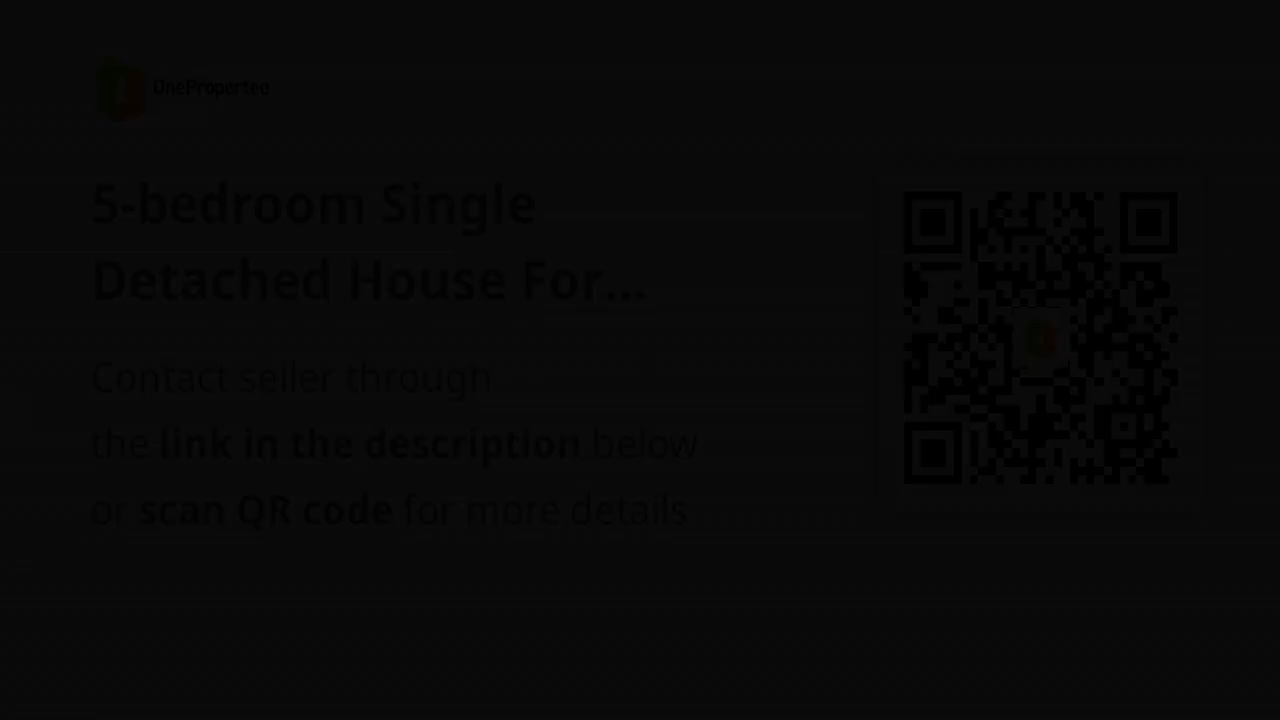 OnePropertee
5-bedroom Single
Detached House For...
Contact seller through
the link in the description below
or scan QR code for more details